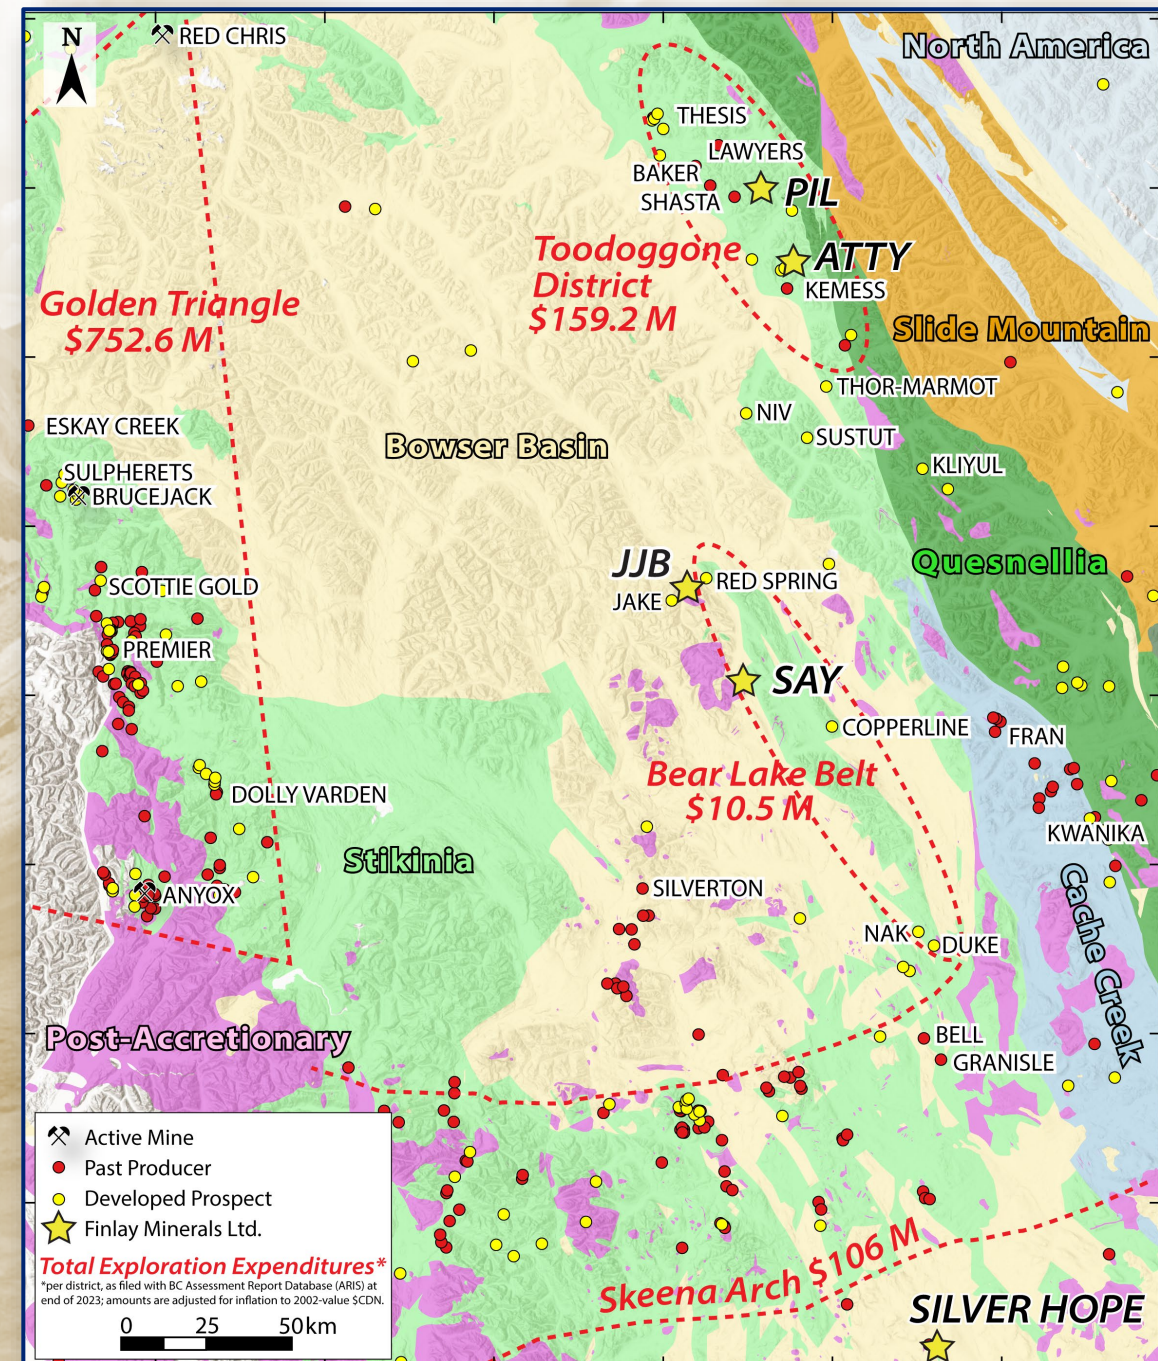 N
RED CHRIS
North America
THESIS
LAWYERS
BAKER
SHASTA
PIL
Toodoggone
District
$159.2 M
ATTY
KEMESS
Golden Triangle
$752.6 M
Slide Mountain
THOR-MARMOT
NIV
SUSTUT
ESKAY CREEK
Bowser Basin
KLIYUL
SULPHERETS
BRUCEJACK
JJB
RED SPRING
JAKE
Quesnellia
SCOTTIE GOLD
PREMIER
SAY
COPPERLINE
FRAN
Bear Lake Belt
$10.5 M
DOLLY VARDEN
KWANIKA
Stikinia
SILVERTON
ANYOX
Cache Creek
NAK
DUKE
Post-Accretionary
BELL
GRANISLE
Active Mine
Past Producer
Developed Prospect
Finlay Minerals Ltd.
Total Exploration Expenditures*
*per district, as filed with BC Assessment Report Database (ARIS) at
end of 2023; amounts are adjusted for inflation to 2002-value $CDN.
0 25 50km
Skeena Arch $106 M
SILVER HOPE